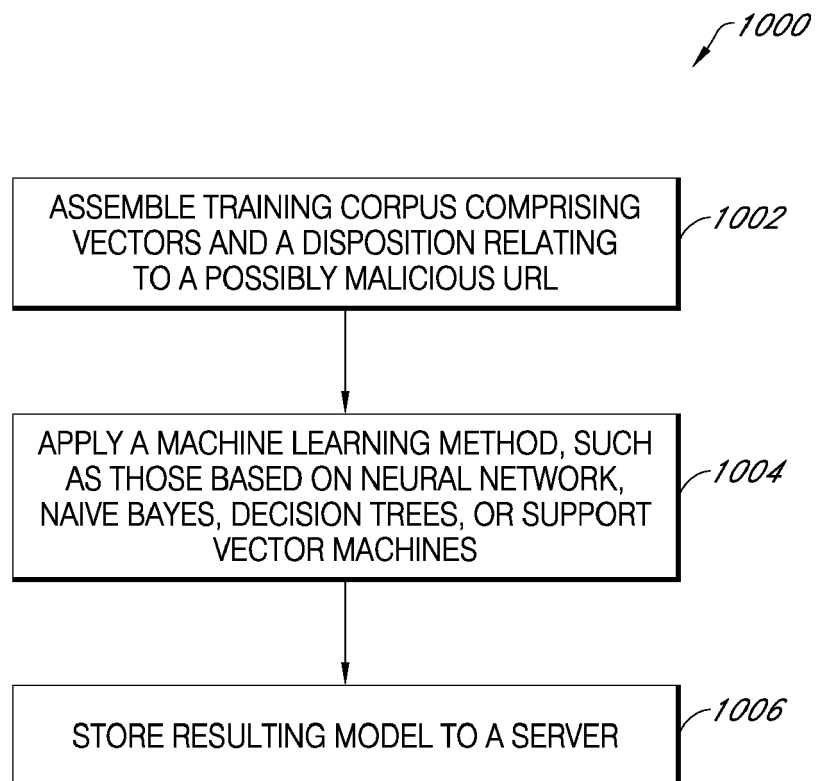 1000
ASSEMBLE TRAINING CORPUS COMPRISING
VECTORS AND A DISPOSITION RELATING
TO A POSSIBLY MALICIOUS URL
1002
APPLY A MACHINE LEARNING METHOD, SUCH
AS THOSE BASED ON NEURAL NETWORK,
NAIVE BAYES, DECISION TREES, OR SUPPORT
VECTOR MACHINES
1004
STORE RESULTING MODEL TO A SERVER
1006